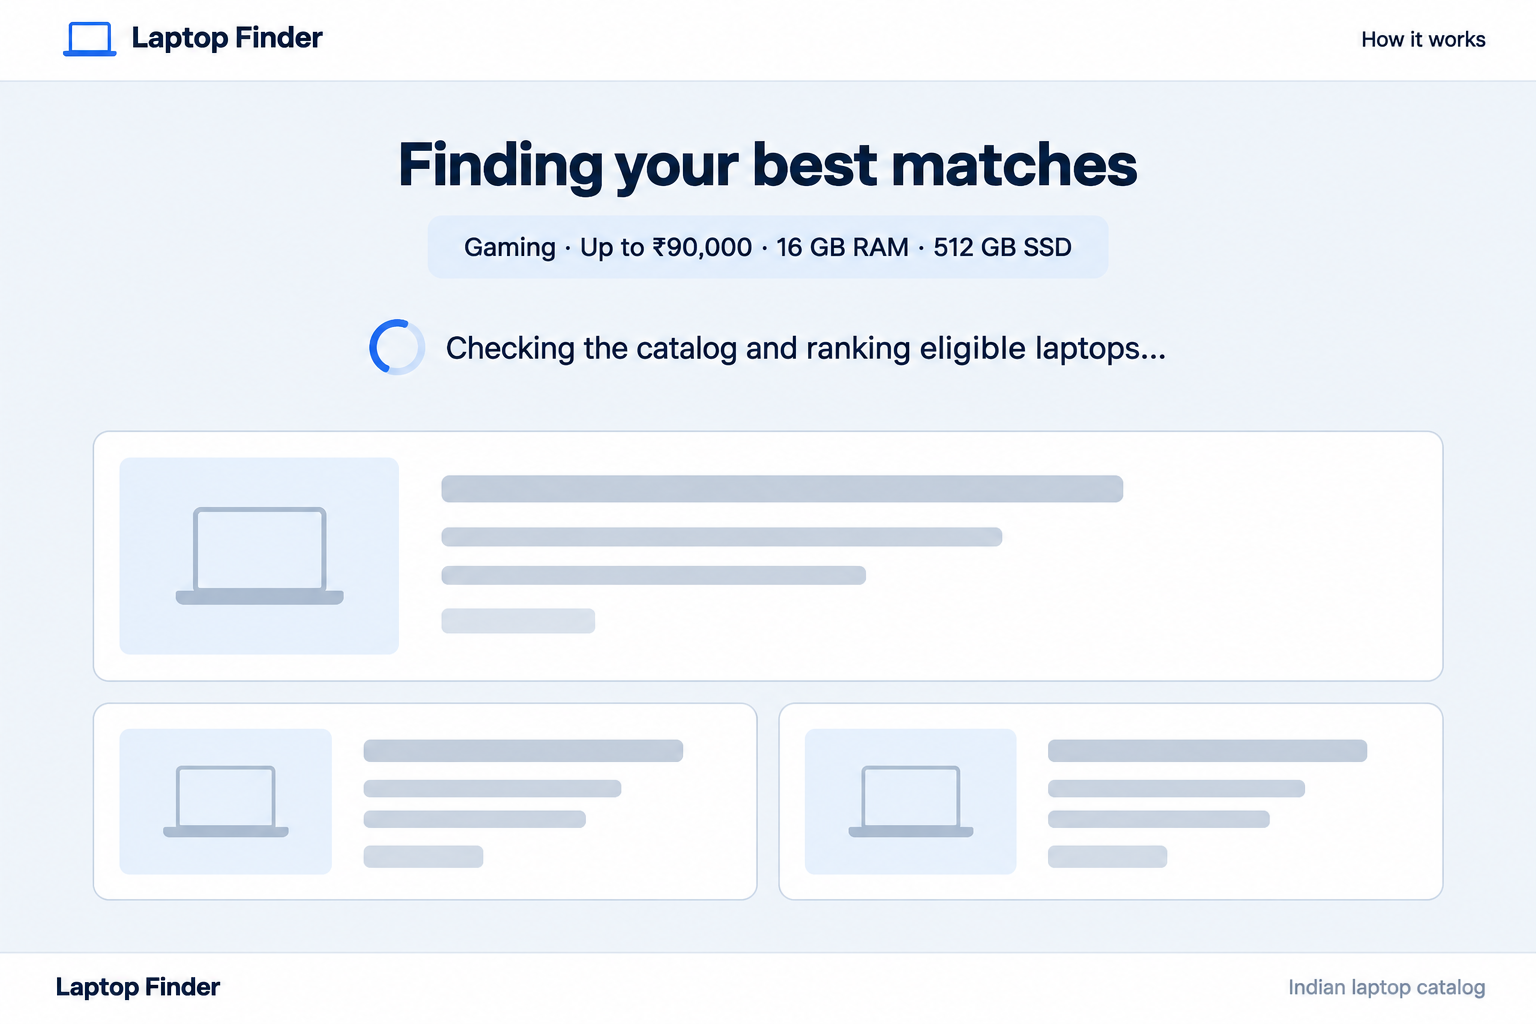 Laptop Finder
How it works
Finding your best matches
Gaming · Up to ₹90,000 · 16 GB RAM · 512 GB SSD
Checking the catalog and ranking eligible laptops...
Laptop Finder
Indian laptop catalog